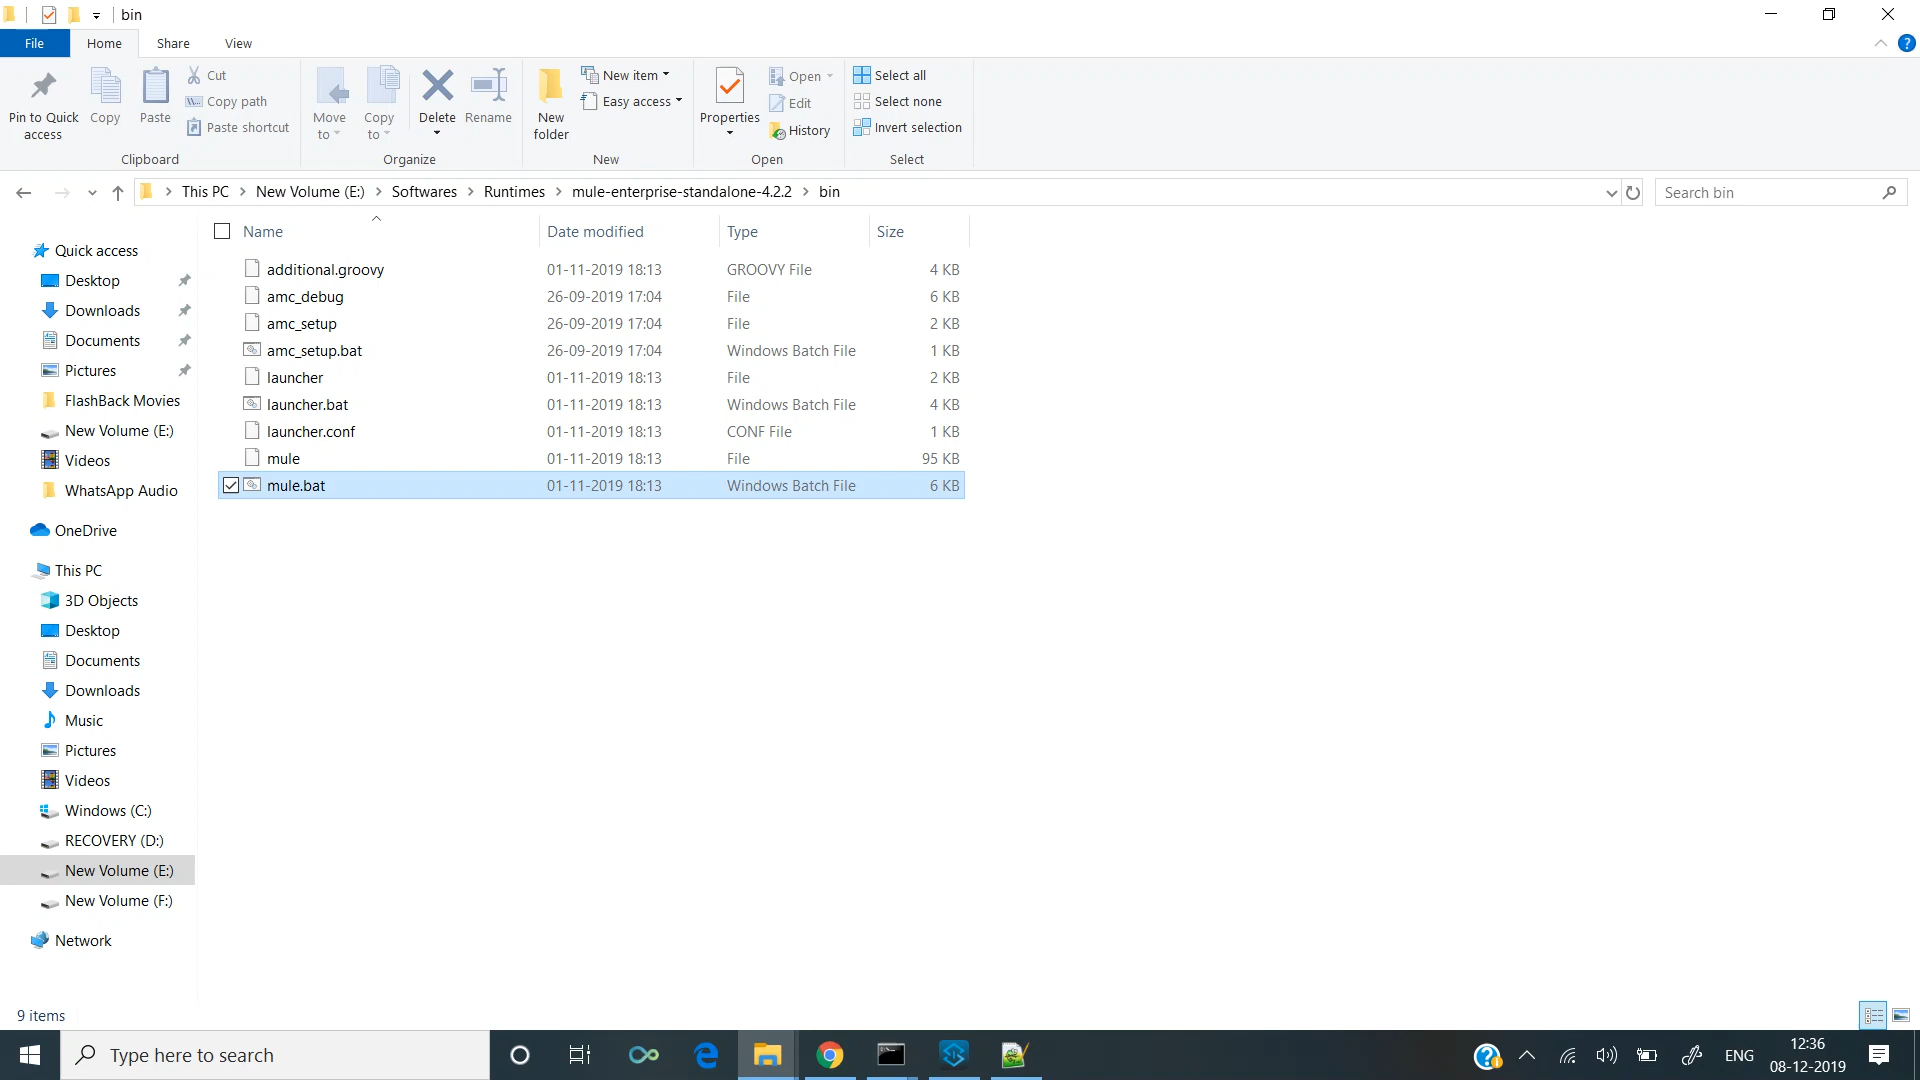 bin
File Home Share View
Pin to Quick access
Copy
Paste
Cut
Copy path
Paste shortcut
Clipboard
Move to
Copy to
Delete
Rename
Organize
New folder
New item
Easy access
New
Properties
Open
Edit
History
Open
Select all
Select none
Invert selection
Select
This PC New Volume (E:) Softwares Runtimes mule-enterprise-standalone-4.2.2 bin
Search bin
Name Date modified Type Size
additional.groovy 01-11-2019 18:13 GROOVY File 4 KB
amc_debug 26-09-2019 17:04 File 6 KB
amc_setup 26-09-2019 17:04 File 2 KB
amc_setup.bat 26-09-2019 17:04 Windows Batch File 1 KB
launcher 01-11-2019 18:13 File 2 KB
launcher.bat 01-11-2019 18:13 Windows Batch File 4 KB
launcher.conf 01-11-2019 18:13 CONF File 1 KB
mule 01-11-2019 18:13 File 95 KB
mule.bat 01-11-2019 18:13 Windows Batch File 6 KB
Quick access
Desktop
Downloads
Documents
Pictures
FlashBack Movies
New Volume (E:)
Videos
WhatsApp Audio
OneDrive
This PC
3D Objects
Desktop
Documents
Downloads
Music
Pictures
Videos
Windows (C:)
RECOVERY (D:)
New Volume (E:)
New Volume (F:)
Network
9 items
Type here to search
ENG
12:36
08-12-2019